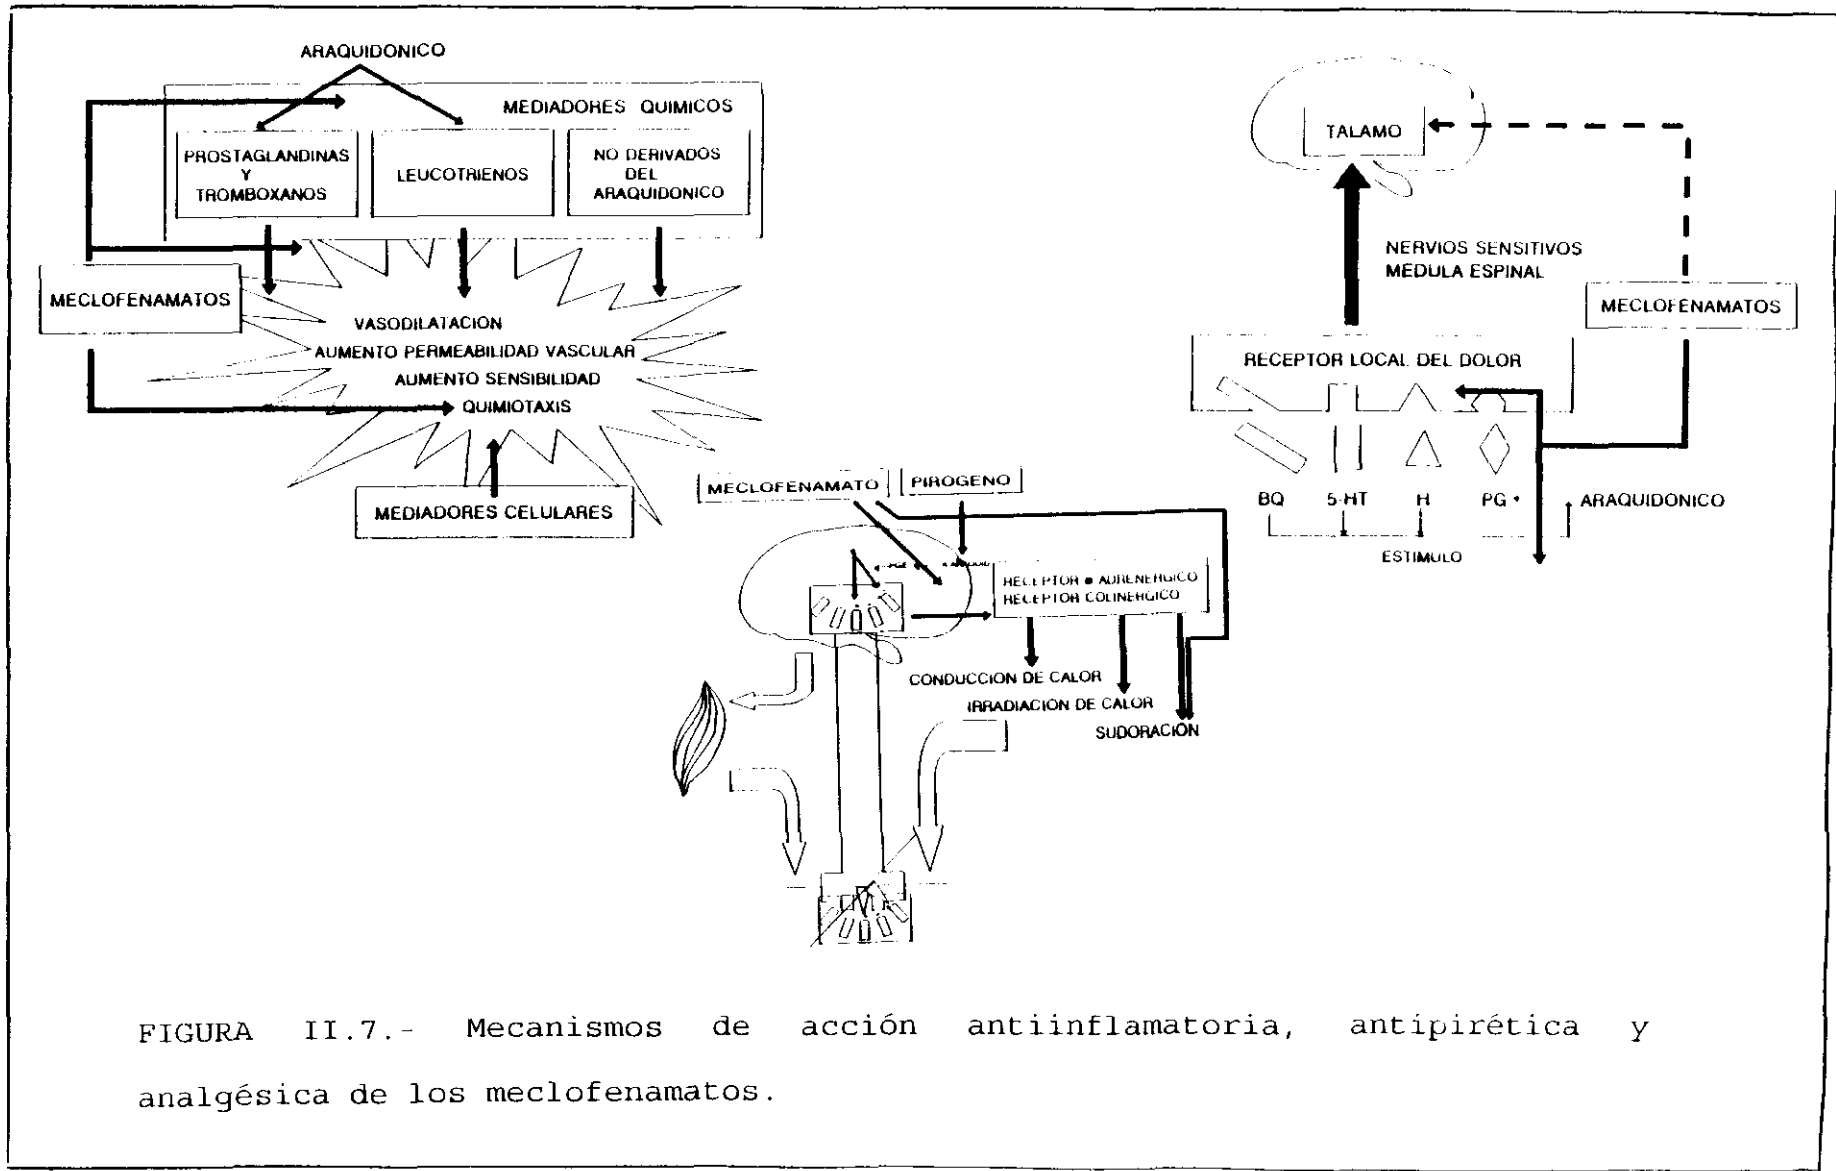 ARAQUIDONICO
MEDIADORES QUIMICOS
PROSTAGLANDINAS
Y
TROMBOXANOS
LEUCOTRIENOS
NO DERIVADOS
DEL
ARAQUIDONICO
MECLOFENAMATOS
VASODILATACION
AUMENTO PERMEABILIDAD VASCULAR
AUMENTO SENSIBILIDAD
QUIMIOTAXIS
MEDIADORES CELULARES
TALAMO
NERVIOS SENSITIVOS
MEDULA ESPINAL
MECLOFENAMATOS
RECEPTOR LOCAL DEL DOLOR
BQ 5-HT H PG ARAQUIDONICO
ESTIMULO
MECLOFENAMATO
PIROGENO
RECEPTOR ADRENERGICO
RECEPTOR COLINERGICO
CONDUCCION DE CALOR
IRRADIACION DE CALOR
SUDORACIÓN
FIGURA II.7.- Mecanismos de acción antiinflamatoria, antipirética y
analgésica de los meclofenamatos.